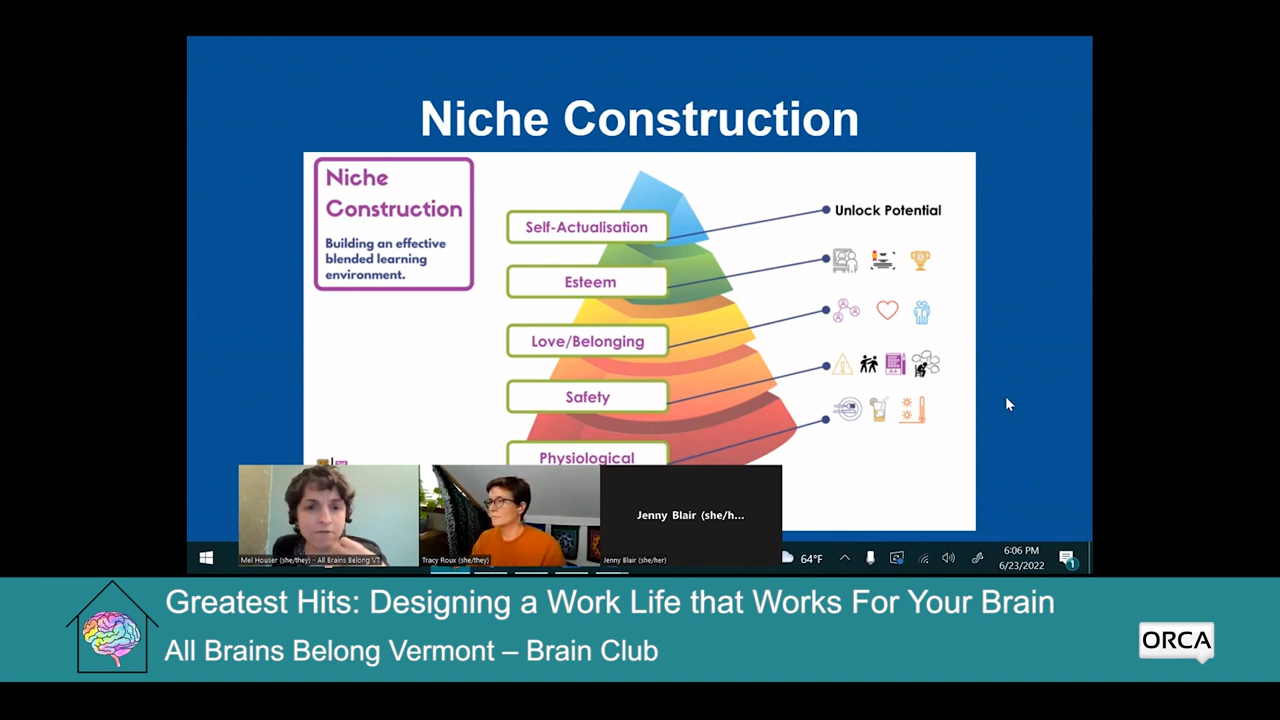 Niche Construction
Niche
Construction
Building an effective
blended learning
environment.
Self-Actualisation
Unlock Potential
Esteem
Love/Belonging
Safety
A+
Physiological
Jenny Blair (she/h...
Mel Houser (she/they) - All Brains Belong VT
Tracy Roux (she/they)
Jenny Blair (she/her)
64°F
6:06 PM
6/23/2022
1
Greatest Hits: Designing a Work Life that Works For Your Brain
All Brains Belong Vermont – Brain Club
ORCA